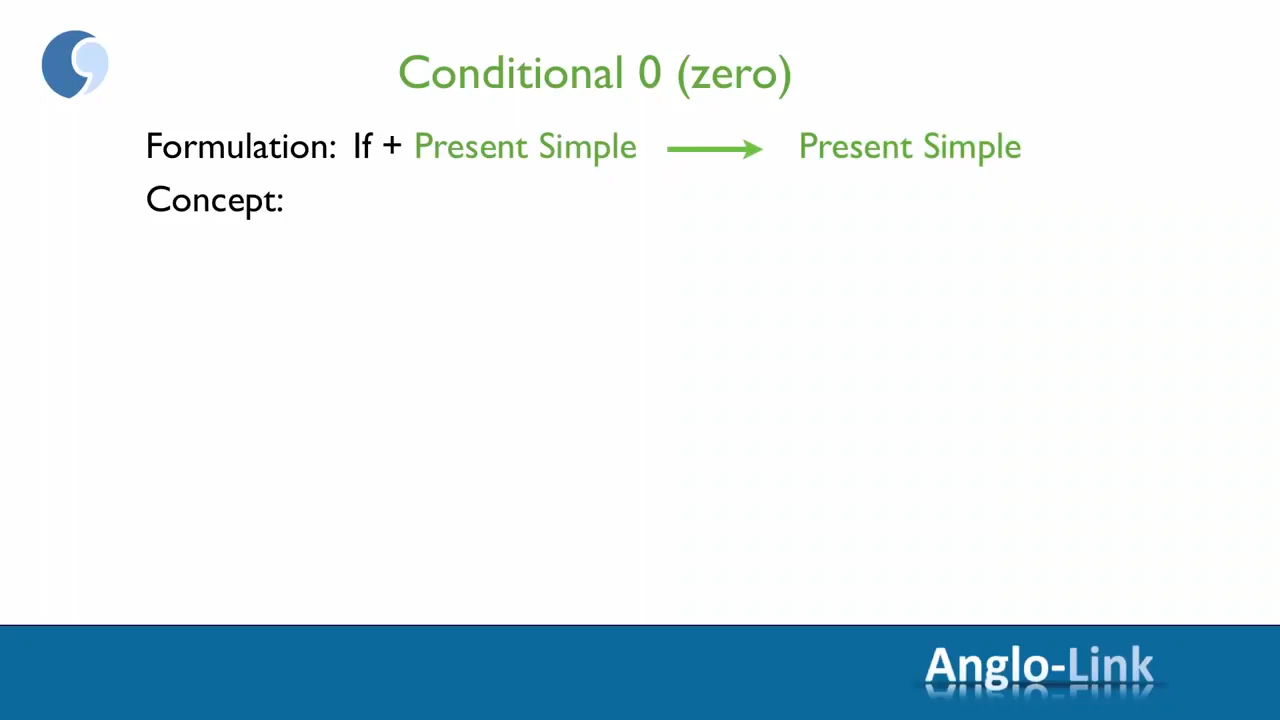 Conditional 0 (zero)
Formulation: If + Present Simple Present Simple
Concept:
Anglo-Link